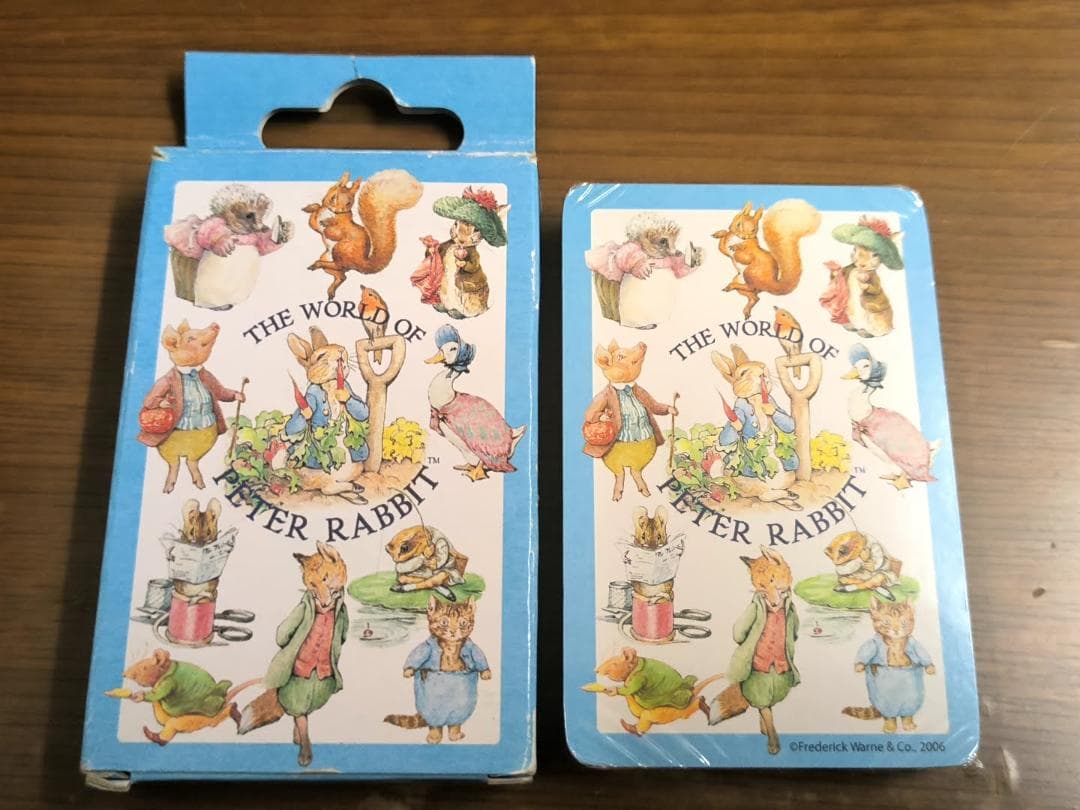 THE WORLD OF
PETER RABBIT™
THE WORLD OF
PETER RABBIT™
©Frederick Warne & Co., 2006